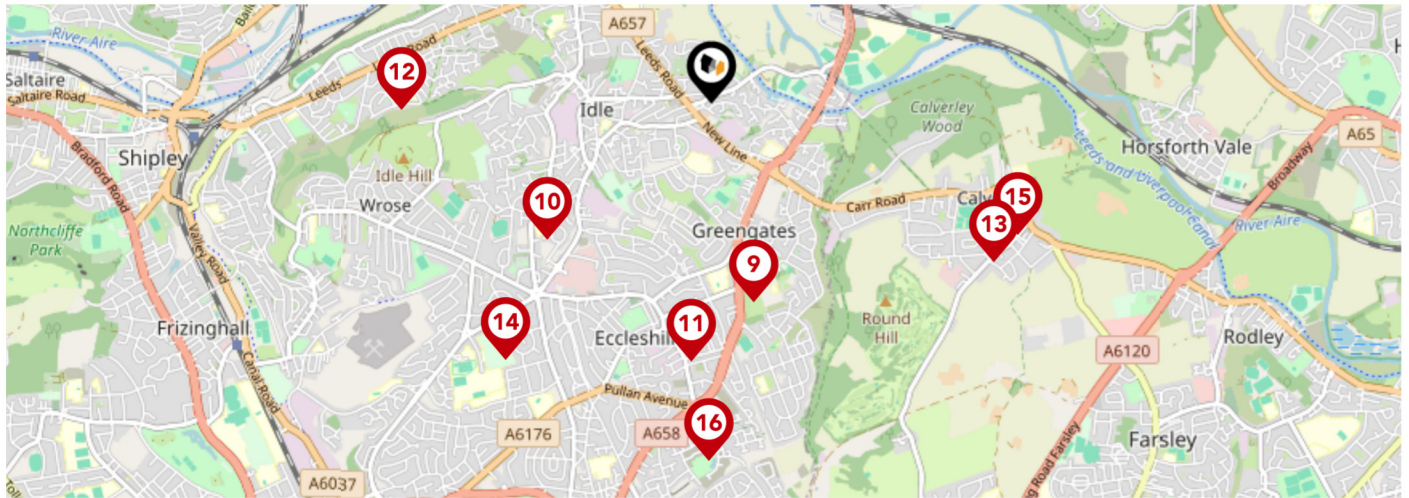 River Aire
Bail
A657
Saltaire
Saltaire Road
Leeds
Road
12
Leeds Road
Idle
Calverley
Wood
A65
Horsforth Vale
Shipley
Bradford Road
Idle Hill
New Line
Leeds and Liverpool Canal
Broadway
Wrose
10
Carr Road
Calv
15
13
River Aire
Northcliffe
Park
Valley Road
Greengates
9
Frizinghall
14
Eccleshill
11
Round
Hill
A6120
Rodley
Canal Road
Pullan Avenue
16
A6176
A658
Farsley
A6037
g Road Farsley